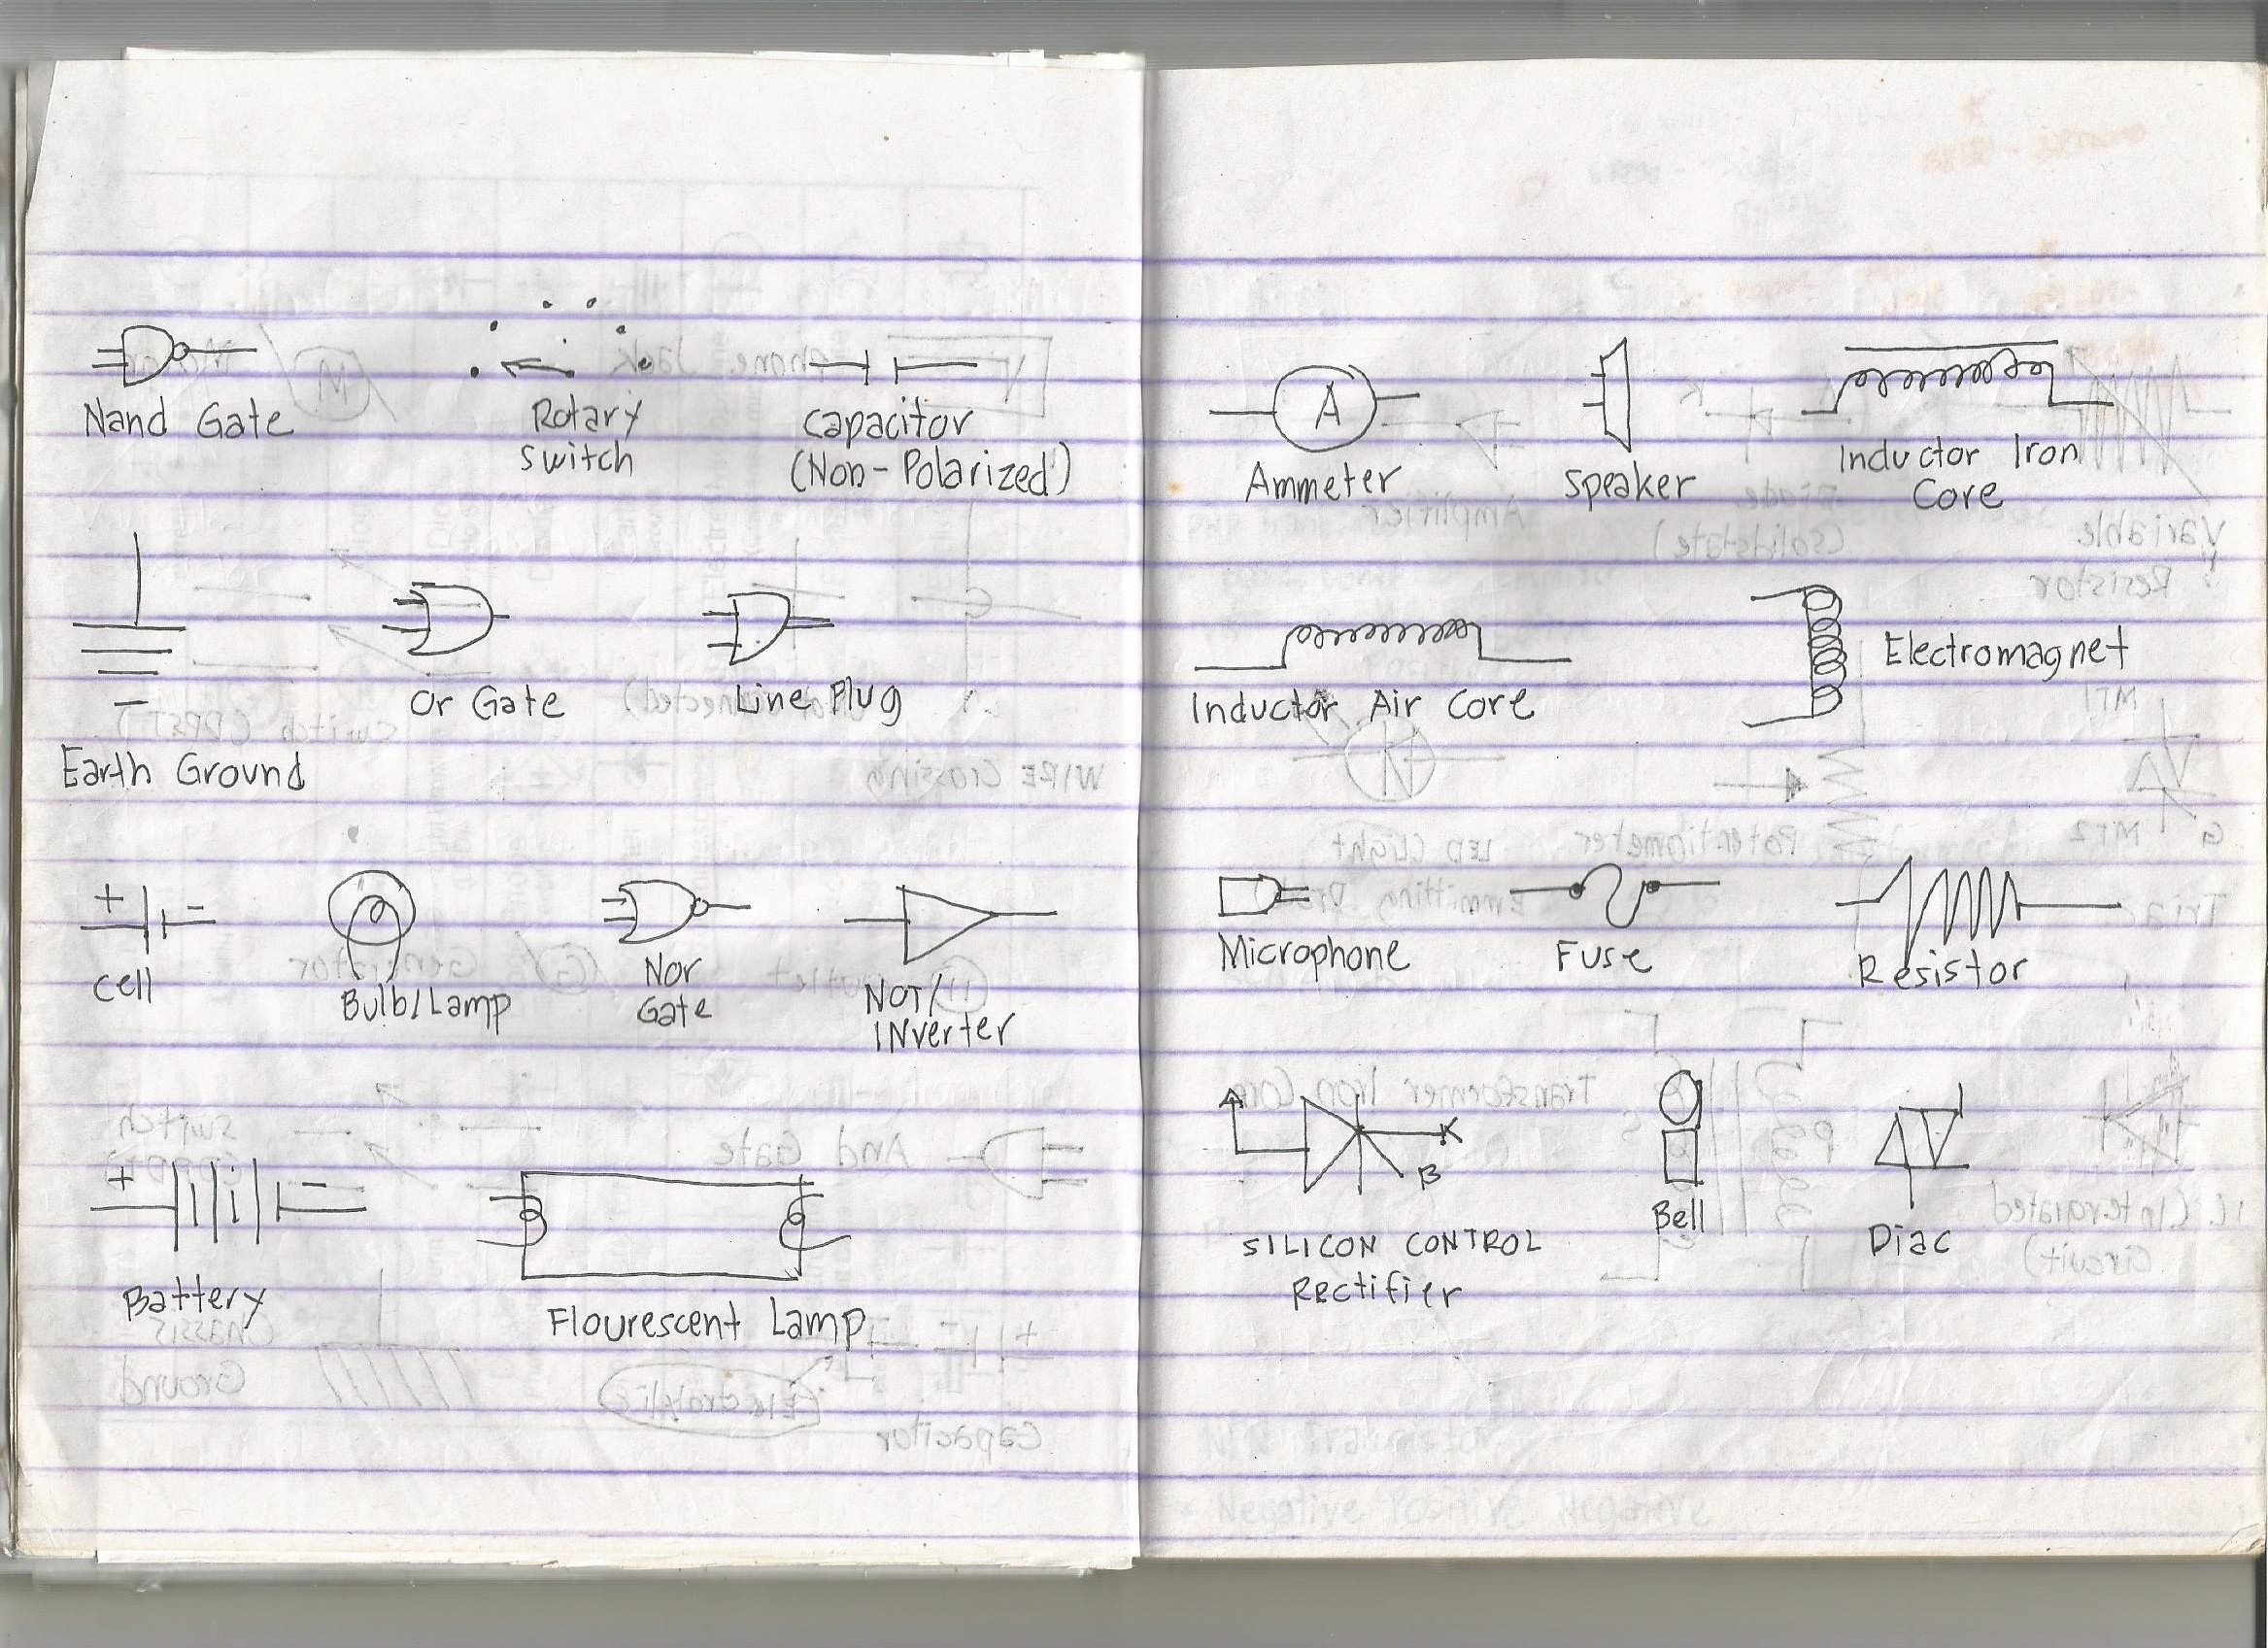 Nand Gate
Rotary
switch
capacitor
(Non-Polarized)
Earth Ground
Or Gate
Line Plug
+ -
cell
Bulb/Lamp
Nor
Gate
NOT/
INverter
+ -
Battery
Flourescent Lamp
A
Ammeter
speaker
Inductor Iron
Core
Inductor Air Core
Electromagnet
Microphone
Fuse
Resistor
K
B
SILICON CONTROL
Rectifier
Bell
Diac